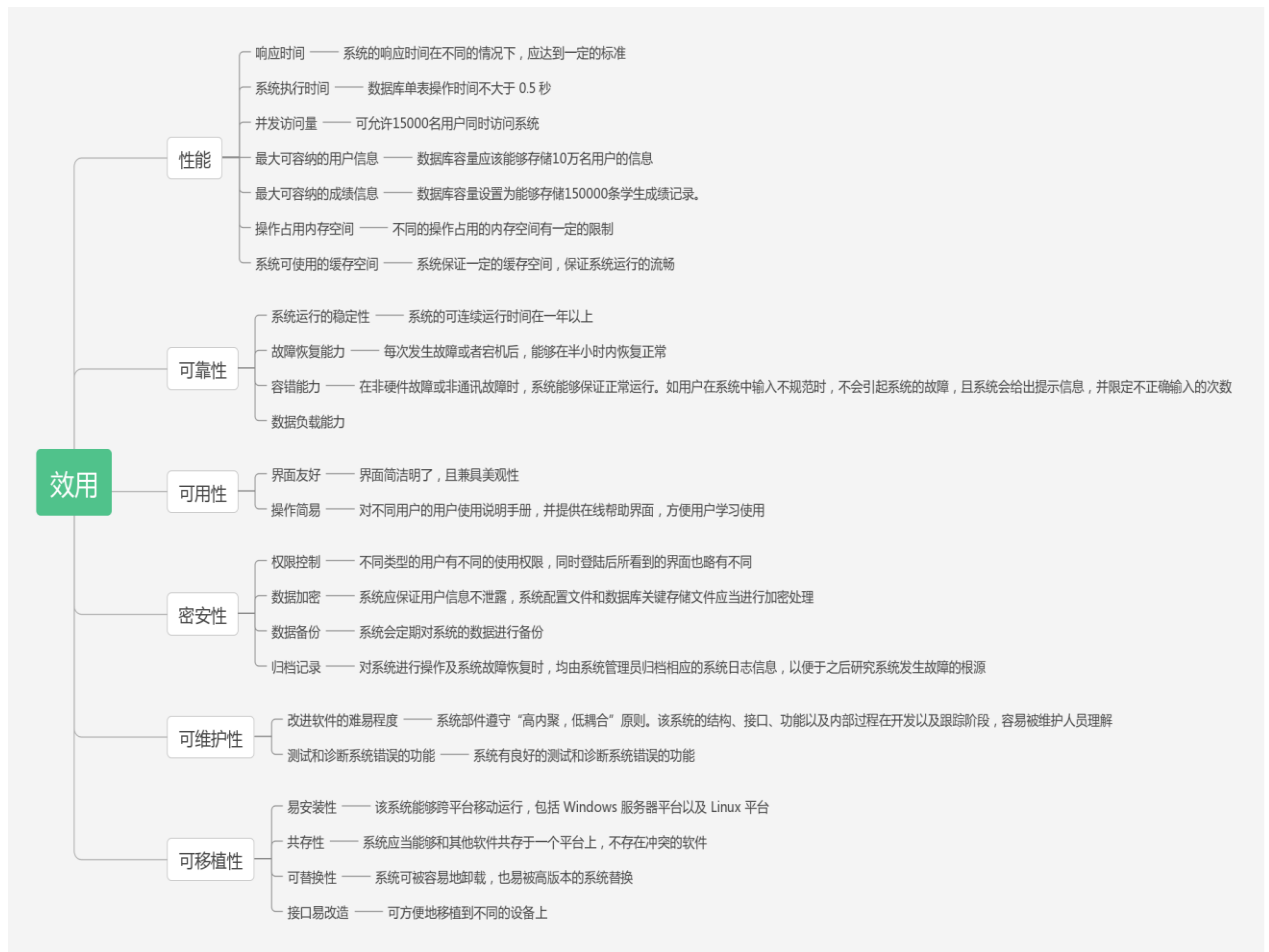 效用
性能
响应时间 系统的响应时间在不同的情况下，应达到一定的标准
系统执行时间 数据库单表操作时间不大于 0.5 秒
并发访问量 可允许15000名用户同时访问系统
最大可容纳的用户信息 数据库容量应该能够存储10万名用户的信息
最大可容纳的成绩信息 数据库容量设置为能够存储150000条学生成绩记录。
操作占用内存空间 不同的操作占用的内存空间有一定的限制
系统可使用的缓存空间 系统保证一定的缓存空间，保证系统运行的流畅
可靠性
系统运行的稳定性 系统的可连续运行时间在一年以上
故障恢复能力 每次发生故障或者宕机后，能够在半小时内恢复正常
容错能力 在非硬件故障或非通讯故障时，系统能够保证正常运行。如用户在系统中输入不规范时，不会引起系统的故障，且系统会给出提示信息，并限定不正确输入的次数
数据负载能力
可用性
界面友好 界面简洁明了，且兼具美观性
操作简易 对不同用户的用户使用说明手册，并提供在线帮助界面，方便用户学习使用
密安性
权限控制 不同类型的用户有不同的使用权限，同时登陆后所看到的界面也略有不同
数据加密 系统应保证用户信息不泄露，系统配置文件和数据库关键存储文件应当进行加密处理
数据备份 系统会定期对系统的数据进行备份
归档记录 对系统进行操作及系统故障恢复时，均由系统管理员归档相应的系统日志信息，以便于之后研究系统发生故障的根源
可维护性
改进软件的难易程度 系统部件遵守“高内聚，低耦合”原则。该系统的结构、接口、功能以及内部过程在开发以及跟踪阶段，容易被维护人员理解
测试和诊断系统错误的功能 系统有良好的测试和诊断系统错误的功能
可移植性
易安装性 该系统能够跨平台移动运行，包括 Windows 服务器平台以及 Linux 平台
共存性 系统应当能够和其他软件共存于一个平台上，不存在冲突的软件
可替换性 系统可被容易地卸载，也易被高版本的系统替换
接口易改造 可方便地移植到不同的设备上